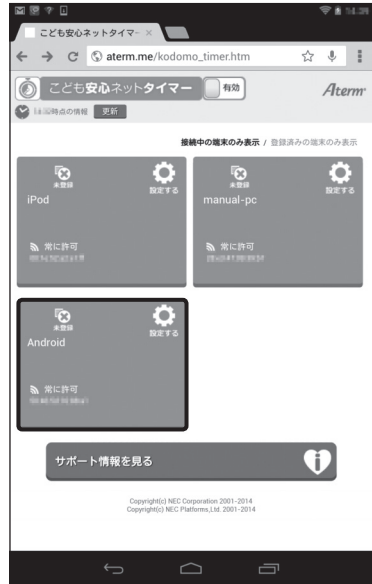 こども安心ネットタイマー
aterm.me/kodomo_timer.htm
こども安心ネットタイマー 有効 Aterm
時点の情報 更新
接続中の端末のみ表示 / 登録済みの端末のみ表示
未登録 設定する
iPod
常に許可
未登録 設定する
manual-pc
常に許可
未登録 設定する
Android
常に許可
サポート情報を見る
Copyright(c) NEC Corporation 2001-2014
Copyright(c) NEC Platforms,Ltd. 2001-2014